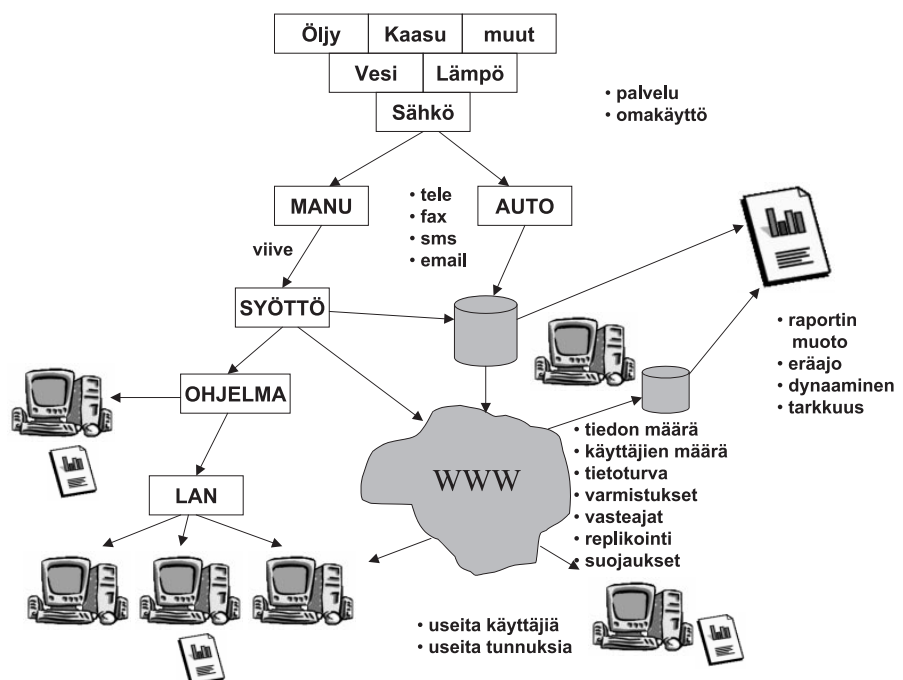 Öljy Kaasu muut
Vesi Lämpö
Sähkö
• palvelu
• omakäyttö
MANU
• tele
• fax
• sms
• email
AUTO
viive
SYÖTTÖ
• raportin
muoto
• eräajo
• dynaaminen
• tarkkuus
OHJELMA
WWW
• tiedon määrä
• käyttäjien määrä
• tietoturva
• varmistukset
• vasteajat
• replikointi
• suojaukset
LAN
• useita käyttäjiä
• useita tunnuksia